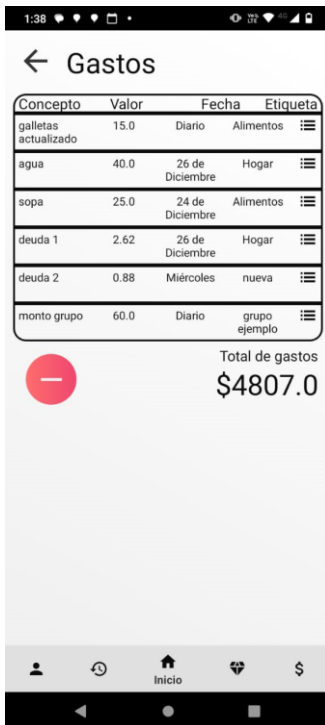 1:38
4G
Gastos
Concepto Valor Fecha Etiqueta
galletas actualizado 15.0 Diario Alimentos
agua 40.0 26 de Diciembre Hogar
sopa 25.0 24 de Diciembre Alimentos
deuda 1 2.62 26 de Diciembre Hogar
deuda 2 0.88 Miércoles nueva
monto grupo 60.0 Diario grupo ejemplo
Total de gastos
$4807.0
Inicio